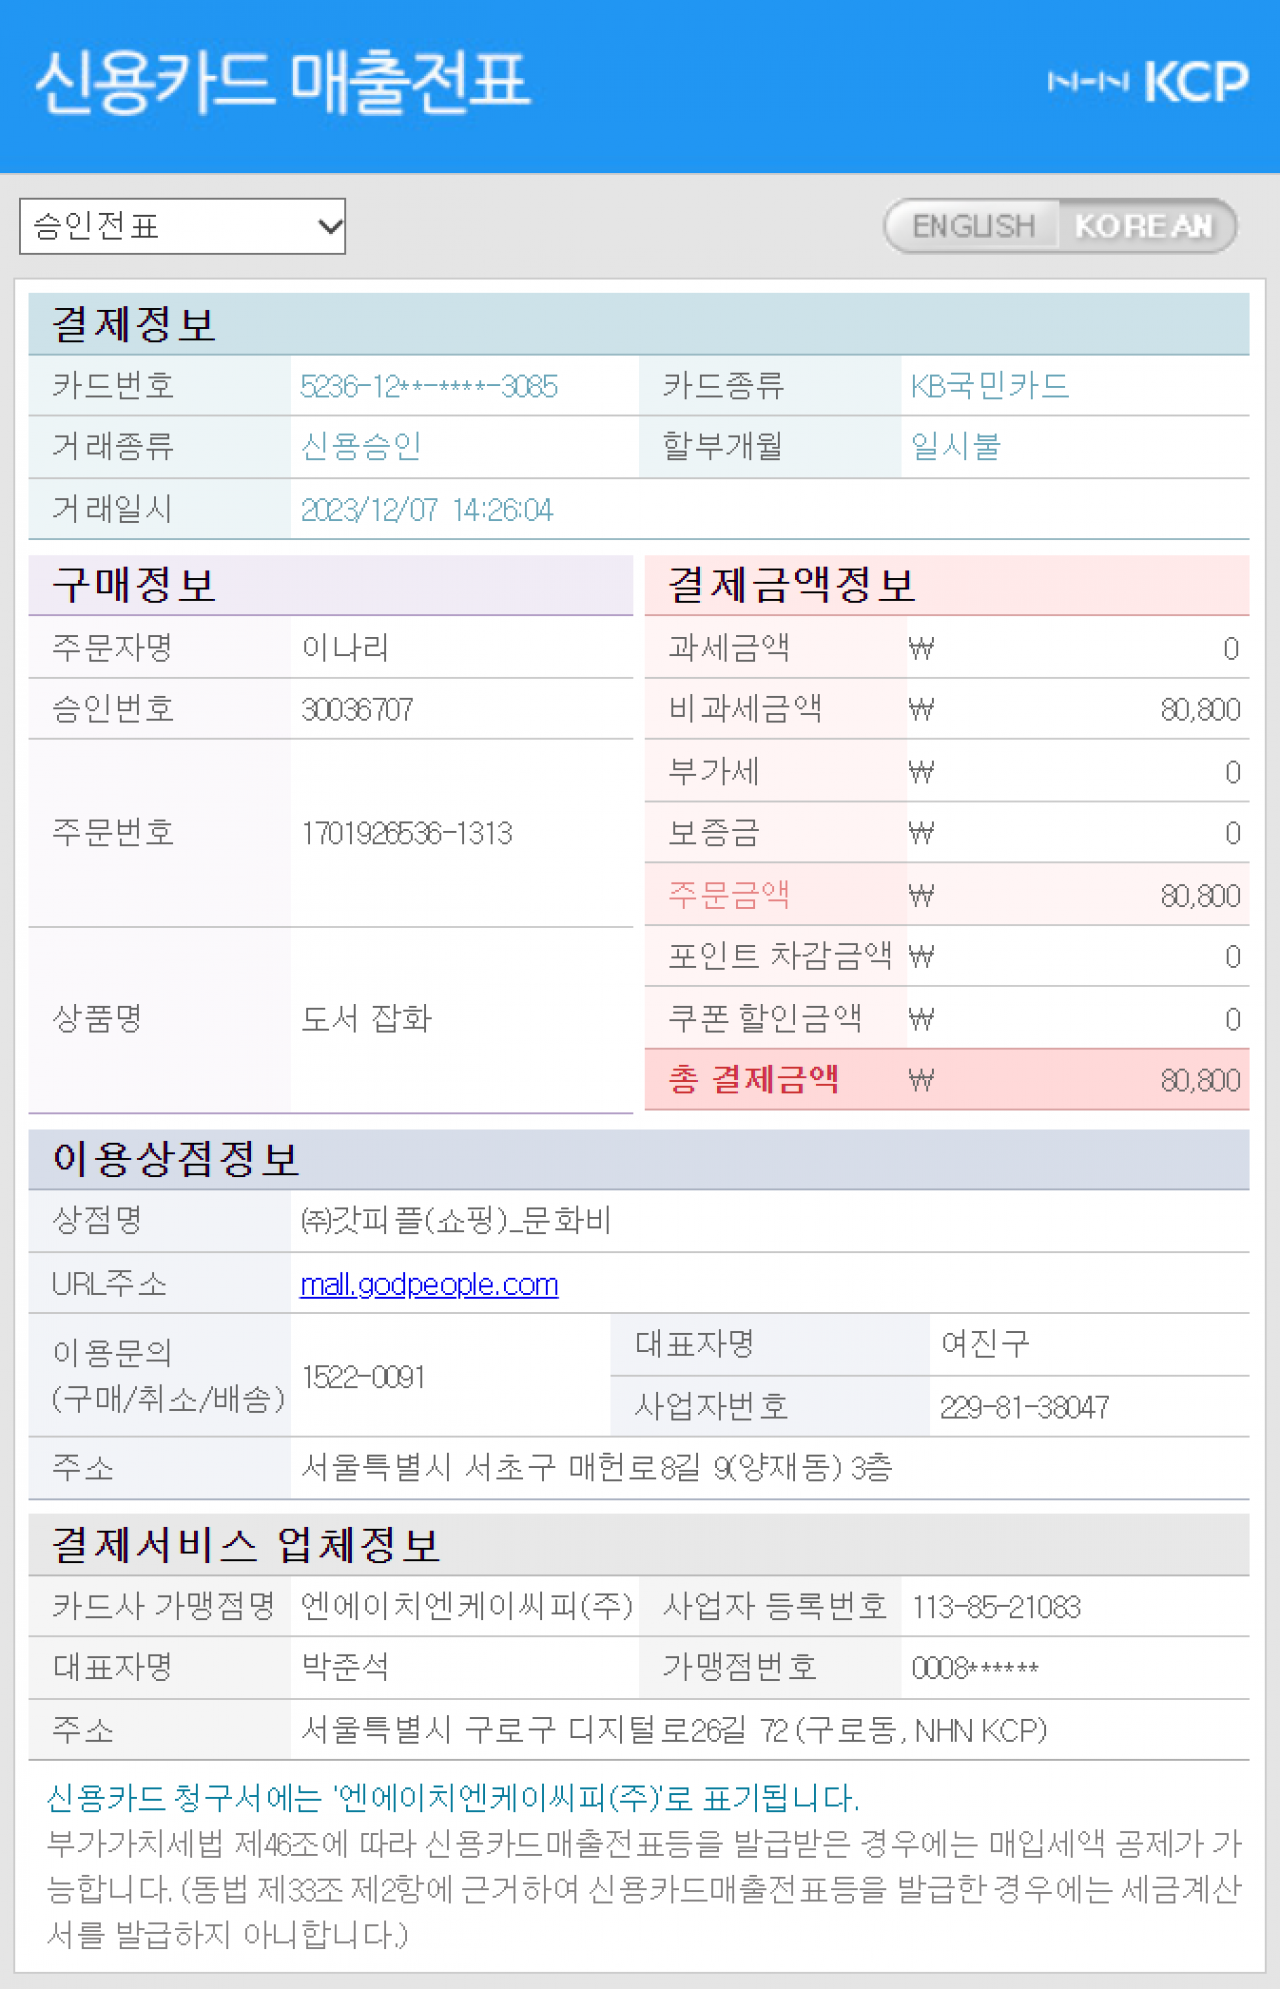 신용카드 매출전표
NHN KCP
승인전표
ENGLISH KOREAN
결제정보
카드번호 5236-12**-****-3085 카드종류 KB국민카드
거래종류 신용승인 할부개월 일시불
거래일시 2023/12/07 14:26:04
구매정보
주문자명 이나리
승인번호 30036707
주문번호 1701926536-1313
상품명 도서 잡화
결제금액정보
과세금액 ₩ 0
비과세금액 ₩ 80,800
부가세 ₩ 0
보증금 ₩ 0
주문금액 ₩ 80,800
포인트 차감금액 ₩ 0
쿠폰 할인금액 ₩ 0
총 결제금액 ₩ 80,800
이용상점정보
상점명 ㈜갓피플(쇼핑)_문화비
URL주소 mall.godpeople.com
이용문의
(구매/취소/배송) 1522-0091
대표자명 여진구
사업자번호 229-81-38047
주소 서울특별시 서초구 매헌로8길 9(양재동) 3층
결제서비스 업체정보
카드사 가맹점명 엔에이치엔케이씨피(주) 사업자 등록번호 113-85-21083
대표자명 박준석 가맹점번호 0008******
주소 서울특별시 구로구 디지털로26길 72 (구로동, NHN KCP)
신용카드 청구서에는 '엔에이치엔케이씨피(주)'로 표기됩니다.
부가가치세법 제46조에 따라 신용카드매출전표등을 발급받은 경우에는 매입세액 공제가 가
능합니다. (동법 제33조 제2항에 근거하여 신용카드매출전표등을 발급한 경우에는 세금계산
서를 발급하지 아니합니다.)